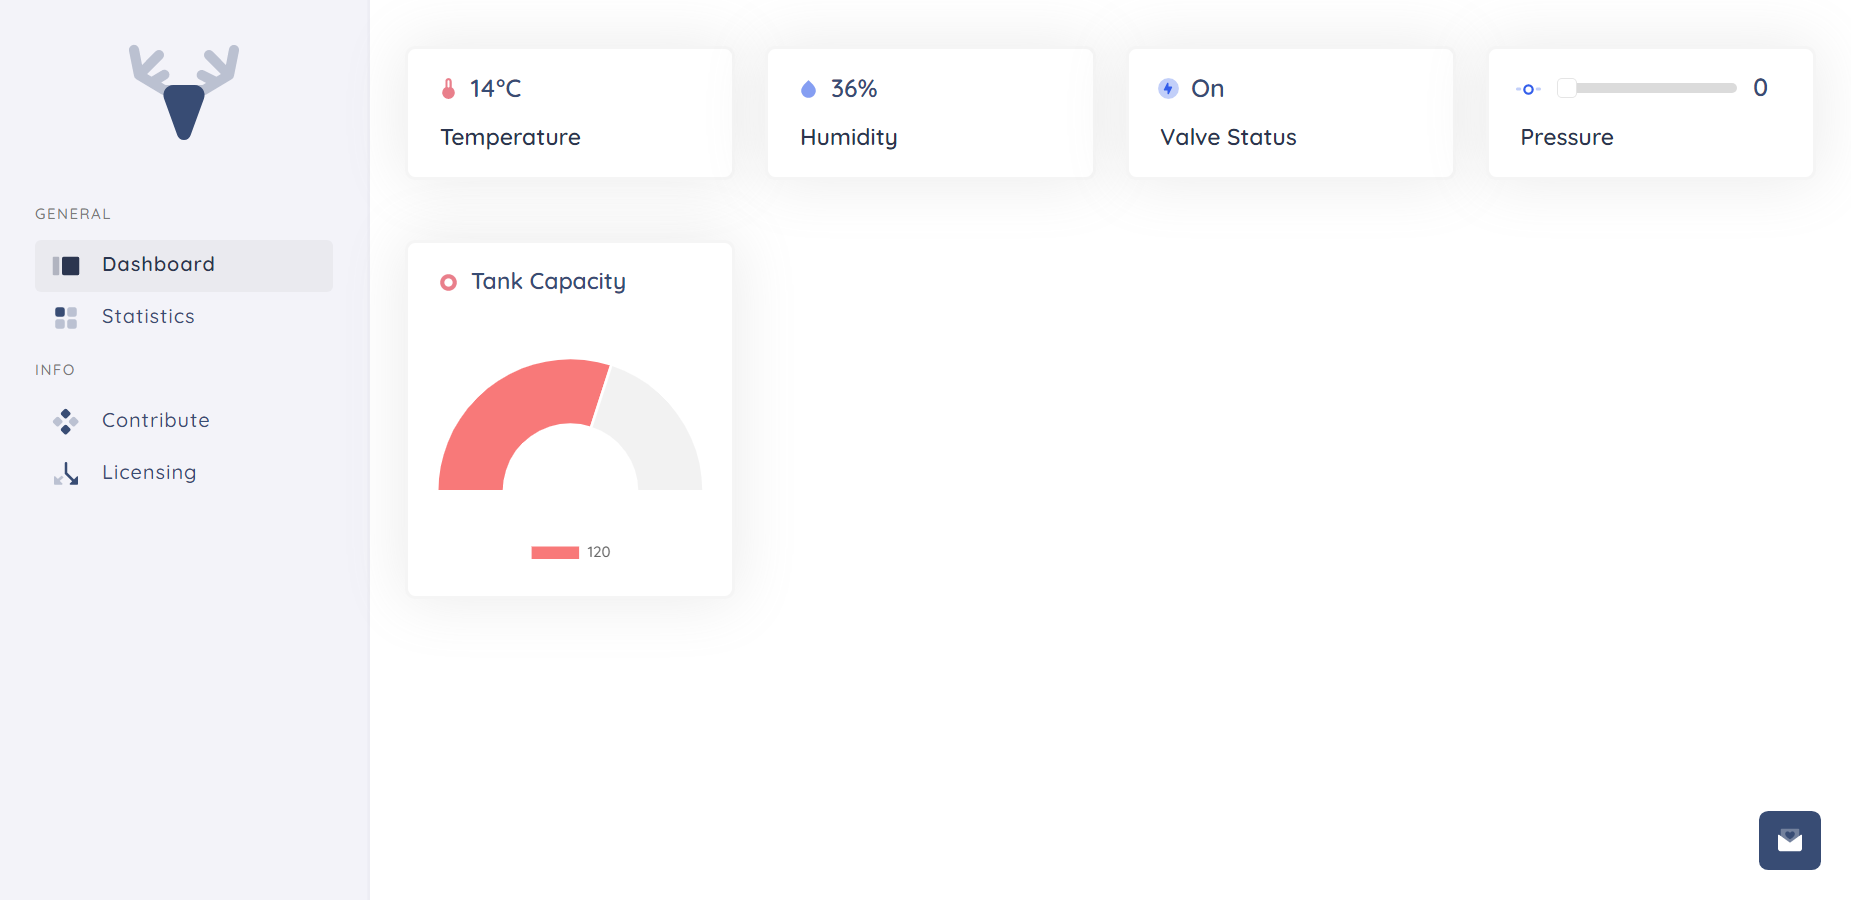 GENERAL
Dashboard
Statistics
INFO
Contribute
Licensing
14°C
Temperature
36%
Humidity
On
Valve Status
0
Pressure
Tank Capacity
120